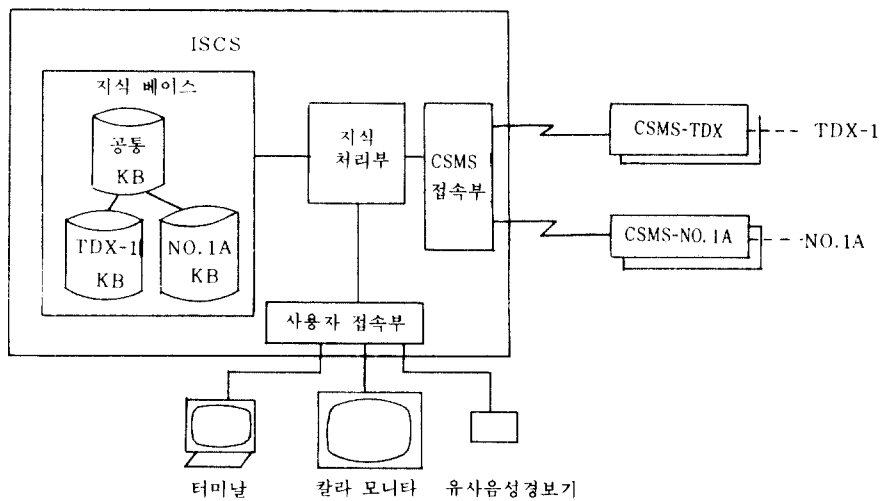 ISCS
지식 베이스
공통
KB
TDX-1
KB
NO.1A
KB
지식
처리부
CSMS
접속부
사용자 접속부
CSMS-TDX
TDX-1
CSMS-NO.1A
NO.1A
터미날
칼라 모니타
유사음성경보기